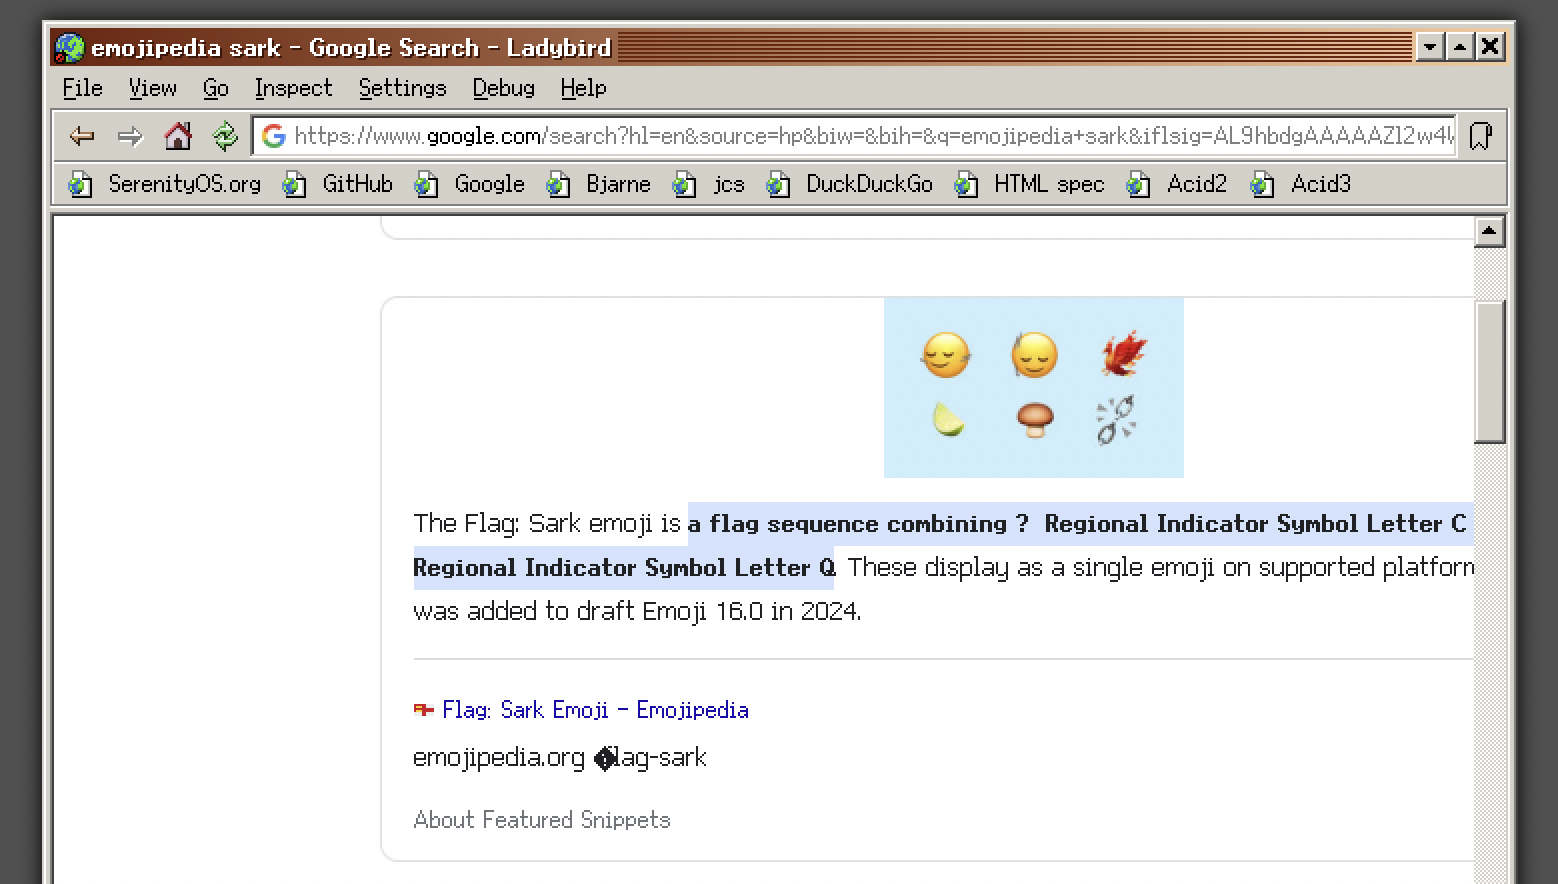 emojipedia sark - Google Search - Ladybird
File View Go Inspect Settings Debug Help
https://www.google.com/search?hl=en&source=hp&biw=&bih=&q=emojipedia+sark&iflsig=AL9hbdgAAAAAZl2w4
SerenityOS.org GitHub Google Bjarne jcs DuckDuckGo HTML spec Acid2 Acid3
The Flag: Sark emoji is a flag sequence combining ? Regional Indicator Symbol Letter C
Regional Indicator Symbol Letter Q. These display as a single emoji on supported platform
was added to draft Emoji 16.0 in 2024.
Flag: Sark Emoji - Emojipedia
emojipedia.org �flag-sark
About Featured Snippets